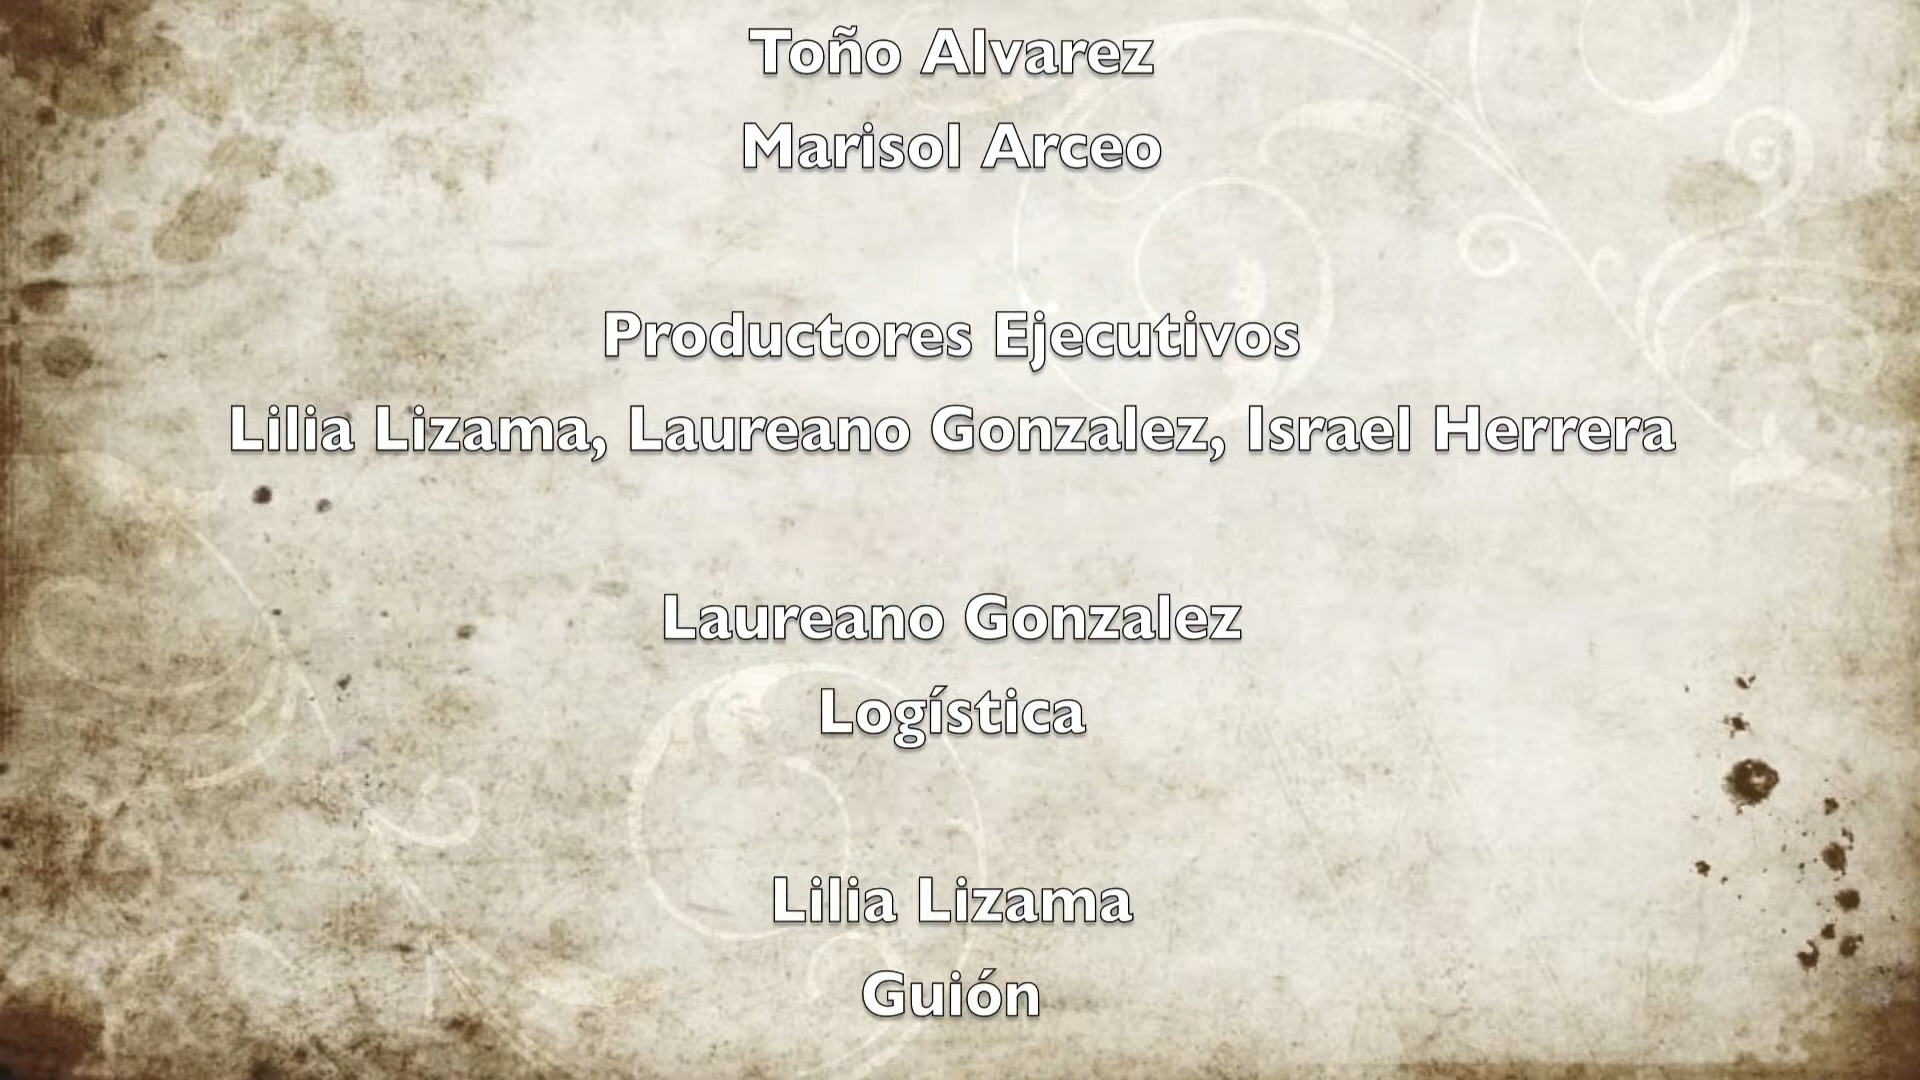 Toño Alvarez
Marisol Arceo
Productores Ejecutivos
Lilia Lizama, Laureano Gonzalez, Israel Herrera
Laureano Gonzalez
Logística
Lilia Lizama
Guión